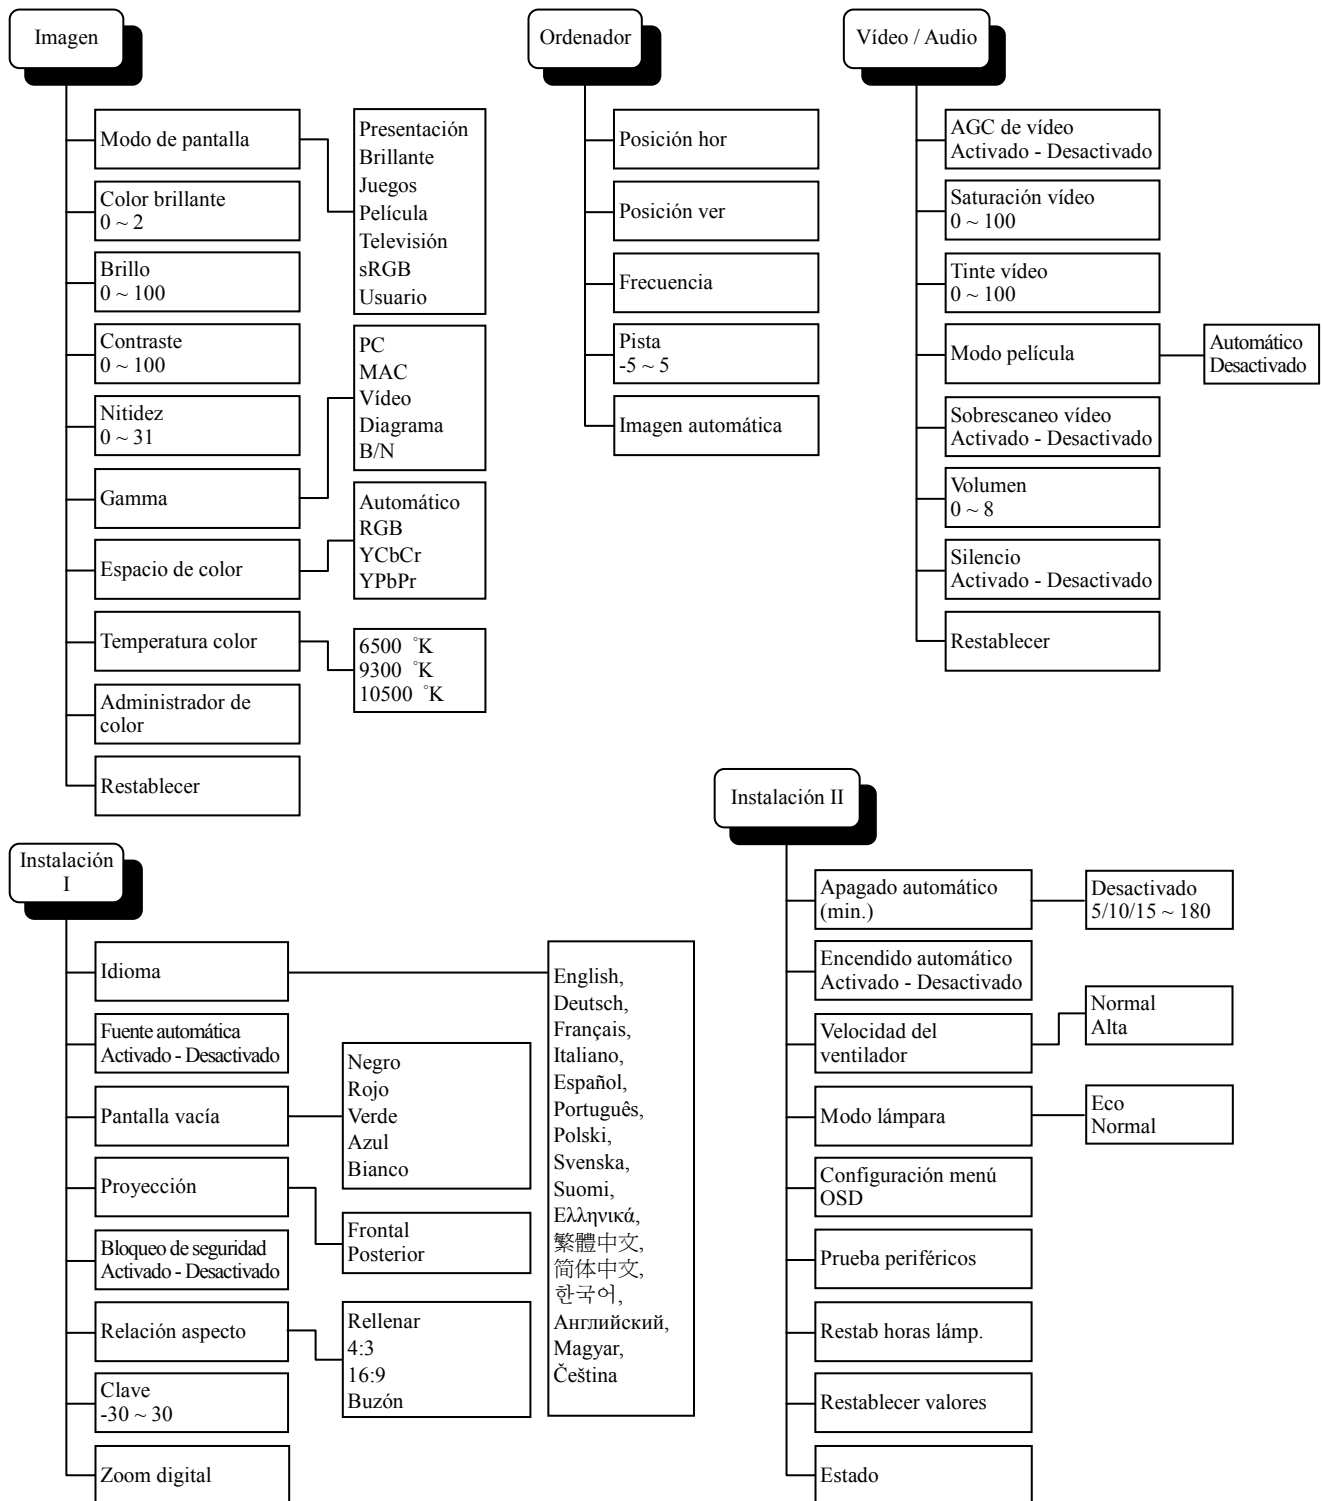 Imagen
Modo de pantalla
Color brillante
0 ~ 2
Brillo
0 ~ 100
Contraste
0 ~ 100
Nitidez
0 ~ 31
Gamma
Espacio de color
Temperatura color
Administrador de
color
Restablecer
Presentación
Brillante
Juegos
Película
Televisión
sRGB
Usuario
PC
MAC
Vídeo
Diagrama
B/N
Automático
RGB
YCbCr
YPbPr
6500 °K
9300 °K
10500 °K
Ordenador
Posición hor
Posición ver
Frecuencia
Pista
-5 ~ 5
Imagen automática
Vídeo / Audio
AGC de vídeo
Activado - Desactivado
Saturación vídeo
0 ~ 100
Tinte vídeo
0 ~ 100
Modo película
Automático
Desactivado
Sobrescaneo vídeo
Activado - Desactivado
Volumen
0 ~ 8
Silencio
Activado - Desactivado
Restablecer
Instalación
I
Idioma
Fuente automática
Activado - Desactivado
Pantalla vacía
Proyección
Bloqueo de seguridad
Activado - Desactivado
Relación aspecto
Clave
-30 ~ 30
Zoom digital
Negro
Rojo
Verde
Azul
Bianco
Frontal
Posterior
Rellenar
4:3
16:9
Buzón
English,
Deutsch,
Français,
Italiano,
Español,
Português,
Polski,
Svenska,
Suomi,
Ελληνικά,
繁體中文,
简体中文,
한국어,
Английский,
Magyar,
Čeština
Instalación II
Apagado automático
(min.)
Desactivado
5/10/15 ~ 180
Encendido automático
Activado - Desactivado
Velocidad del
ventilador
Normal
Alta
Modo lámpara
Eco
Normal
Configuración menú
OSD
Prueba periféricos
Restab horas lámp.
Restablecer valores
Estado